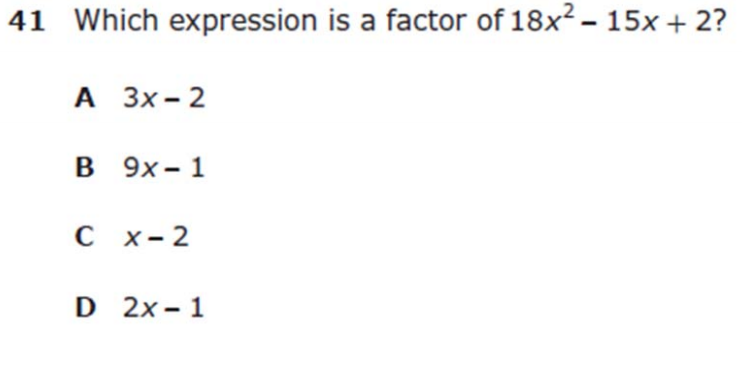 41 Which expression is a factor of 18x² – 15x + 2?
A 3x – 2
B 9x – 1
C x – 2
D 2x – 1